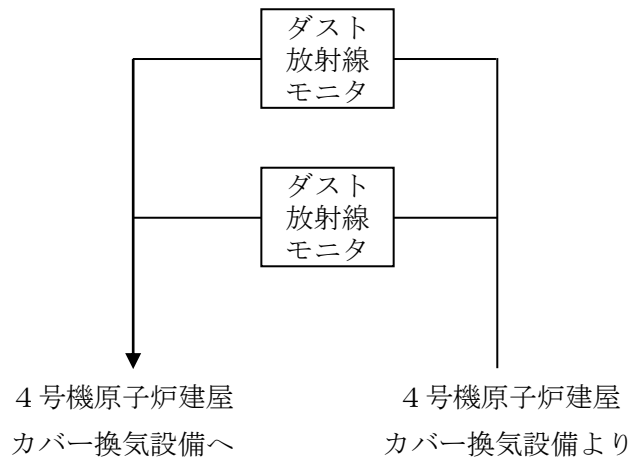 ダスト
放射線
モニタ
ダスト
放射線
モニタ
４号機原子炉建屋
カバー換気設備へ
４号機原子炉建屋
カバー換気設備より